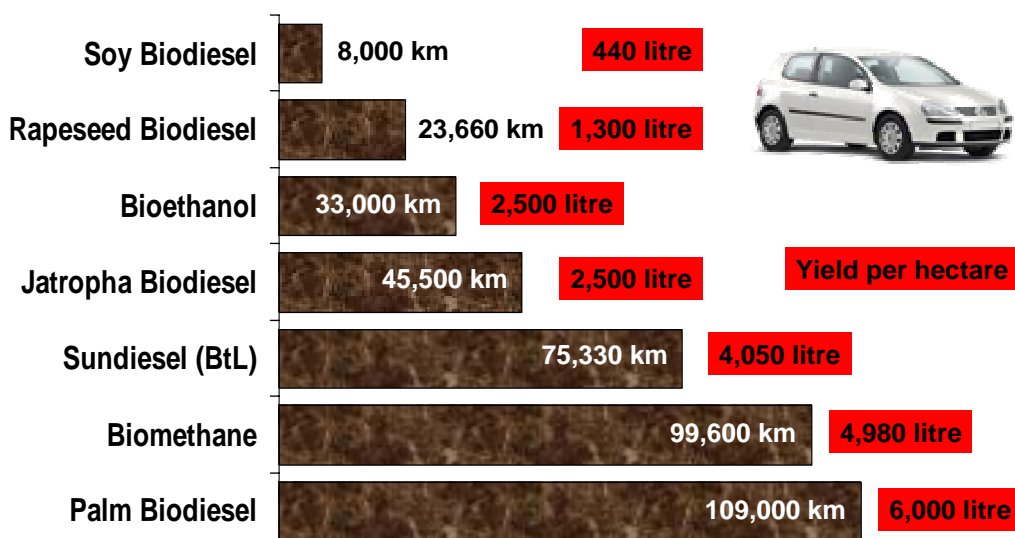 Soy Biodiesel 8,000 km 440 litre
Rapeseed Biodiesel 23,660 km 1,300 litre
Bioethanol 33,000 km 2,500 litre
Jatropha Biodiesel 45,500 km 2,500 litre Yield per hectare
Sundiesel (BtL) 75,330 km 4,050 litre
Biomethane 99,600 km 4,980 litre
Palm Biodiesel 109,000 km 6,000 litre